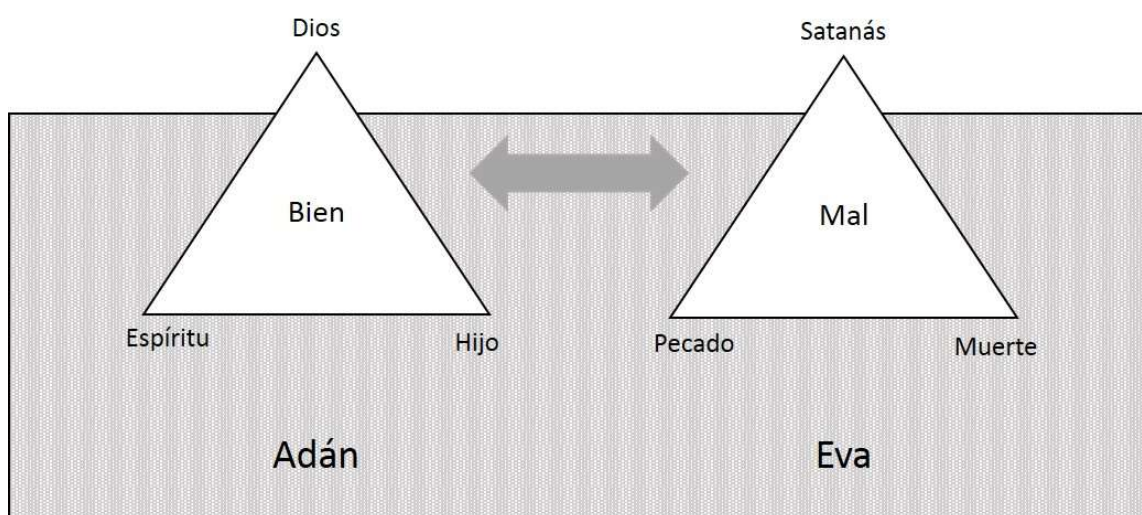 Dios
Satanás
Bien
Mal
Espíritu
Hijo
Pecado
Muerte
Adán
Eva